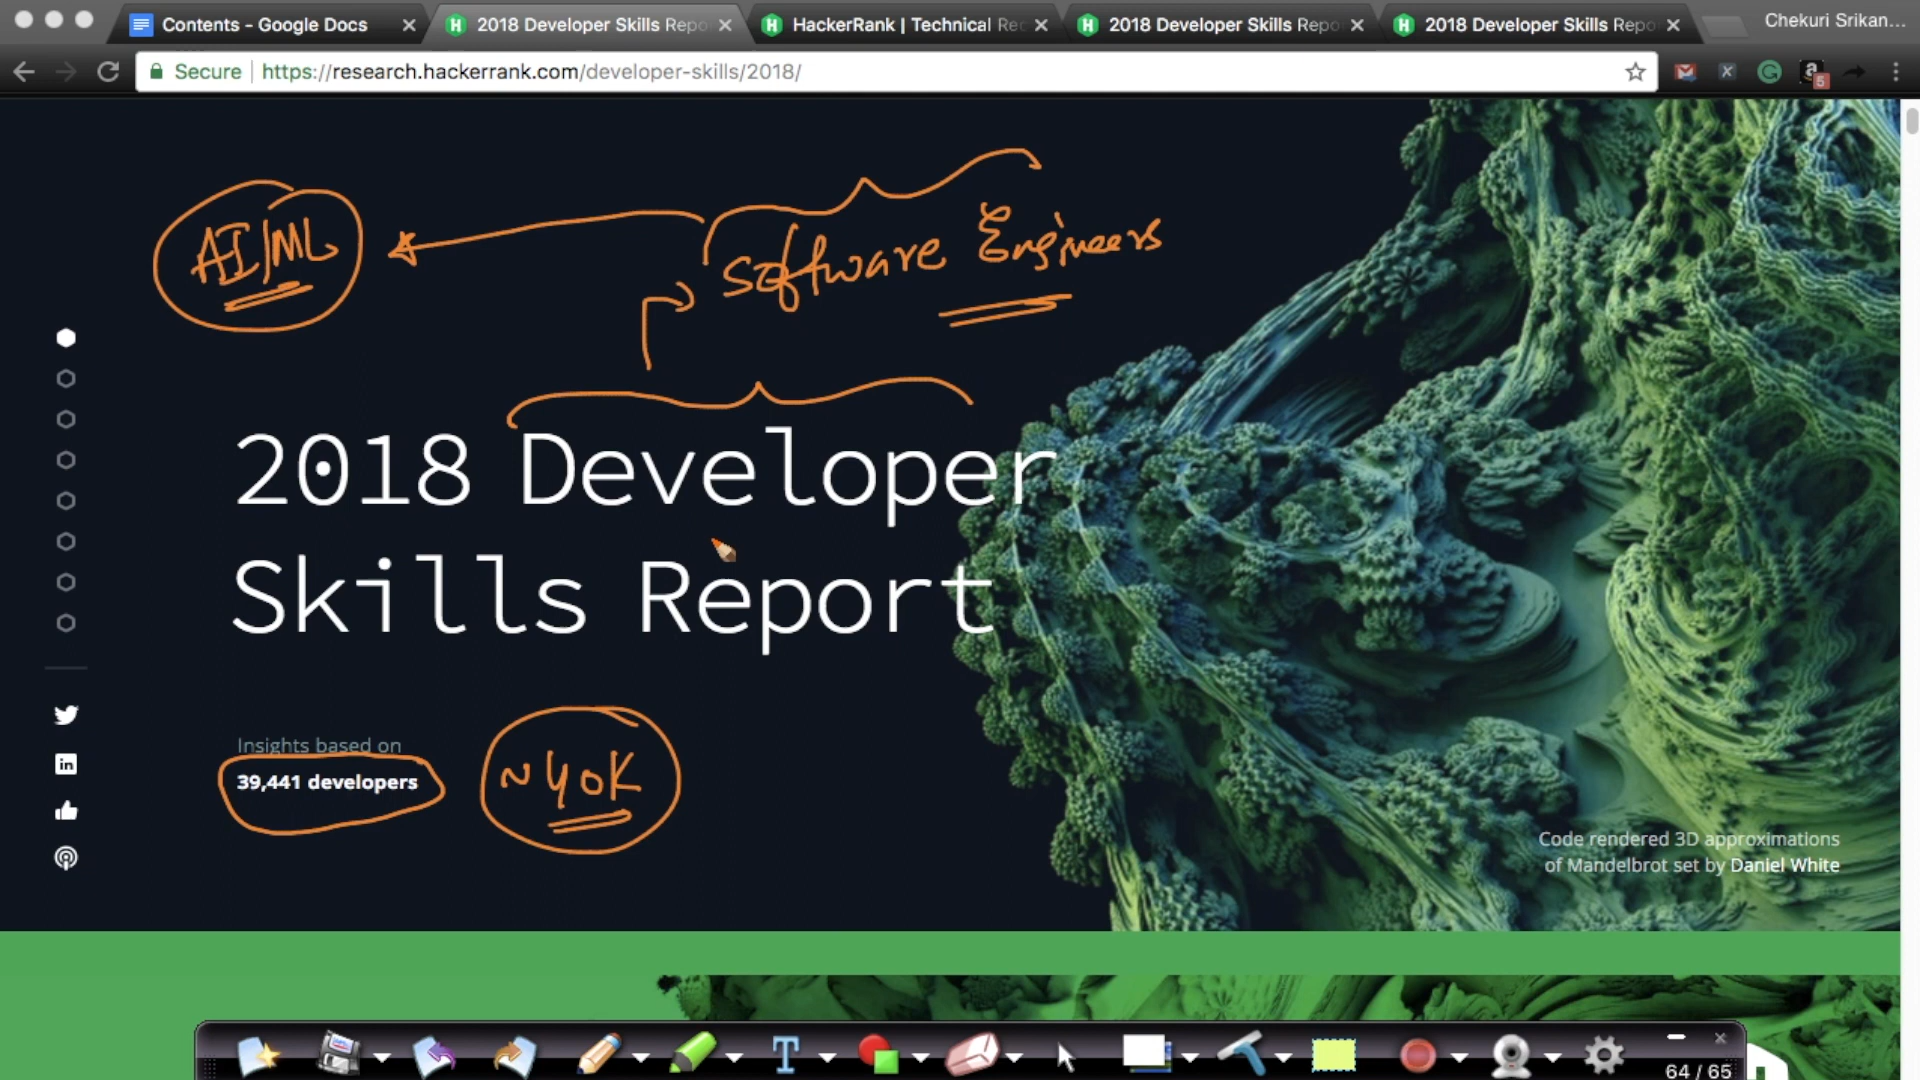 Contents - Google Docs
2018 Developer Skills Repo
HackerRank | Technical Rec
2018 Developer Skills Repo
2018 Developer Skills Repo
Chekuri Srikan...
Secure
https://research.hackerrank.com/developer-skills/2018/
5
AI/ML
Software Engineers
2018 Developer
Skills Report
Insights based on
39,441 developers
~40K
Code rendered 3D approximations
of Mandelbrot set by Daniel White
64 / 65